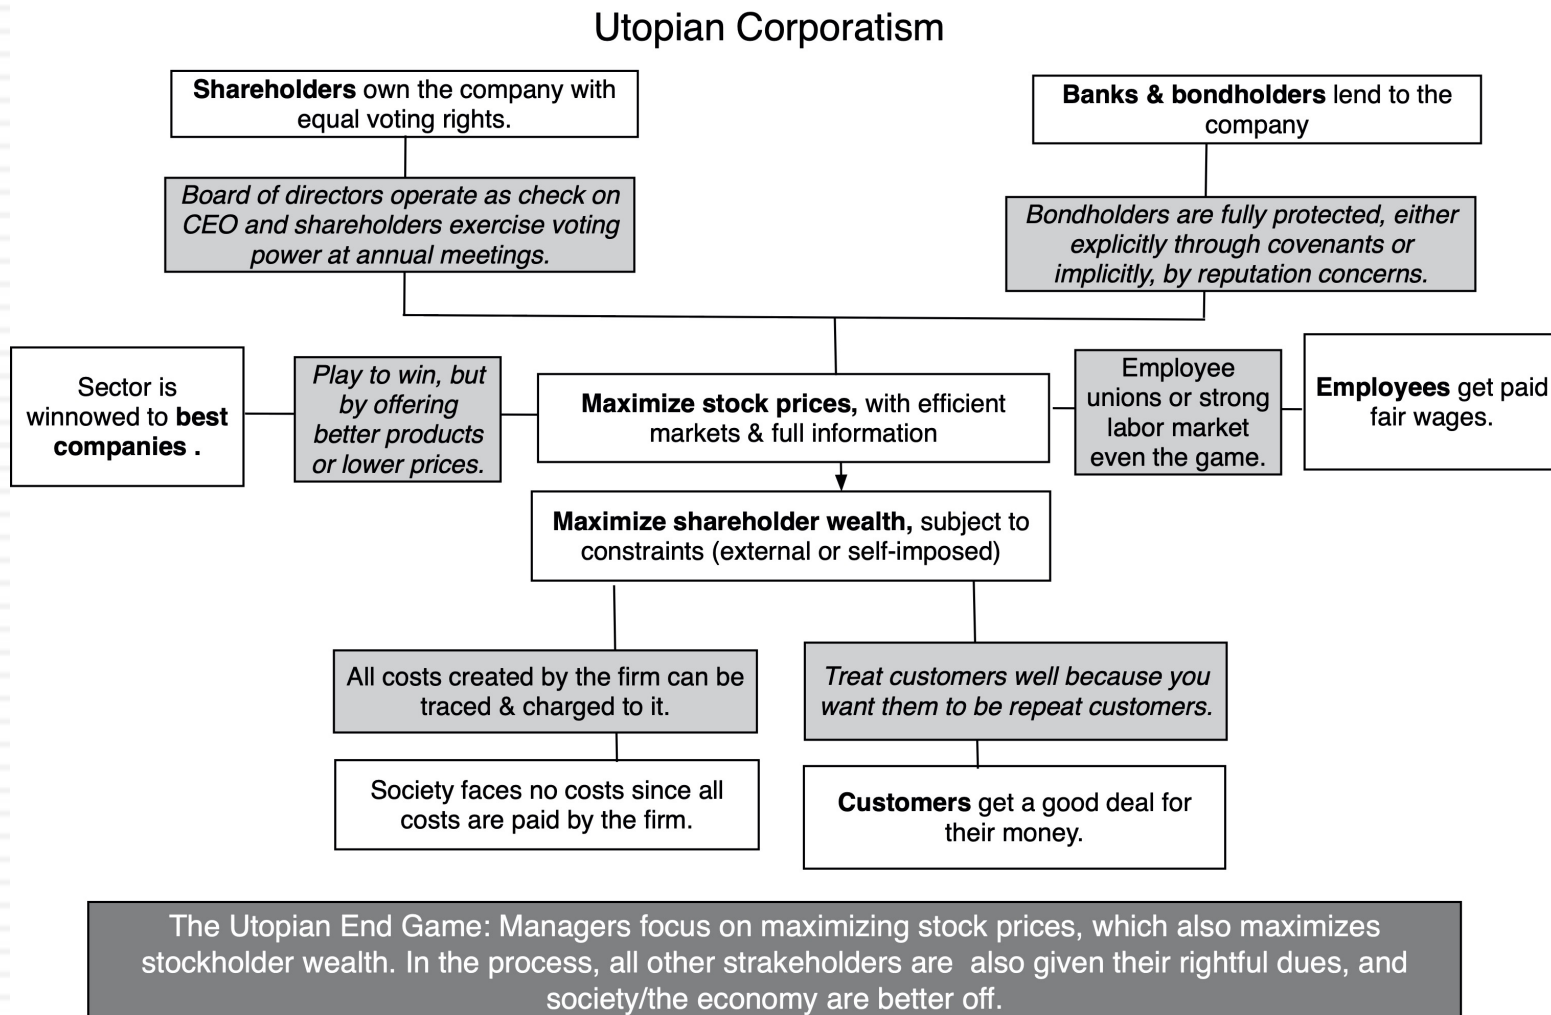 Utopian Corporatism
Shareholders own the company with
equal voting rights.
Banks & bondholders lend to the
company
Board of directors operate as check on
CEO and shareholders exercise voting
power at annual meetings.
Bondholders are fully protected, either
explicitly through covenants or
implicitly, by reputation concerns.
Sector is
winnowed to best
companies .
Play to win, but
by offering
better products
or lower prices.
Maximize stock prices, with efficient
markets & full information
Employee
unions or strong
labor market
even the game.
Employees get paid
fair wages.
Maximize shareholder wealth, subject to
constraints (external or self-imposed)
All costs created by the firm can be
traced & charged to it.
Treat customers well because you
want them to be repeat customers.
Society faces no costs since all
costs are paid by the firm.
Customers get a good deal for
their money.
The Utopian End Game: Managers focus on maximizing stock prices, which also maximizes
stockholder wealth. In the process, all other strakeholders are  also given their rightful dues, and
society/the economy are better off.